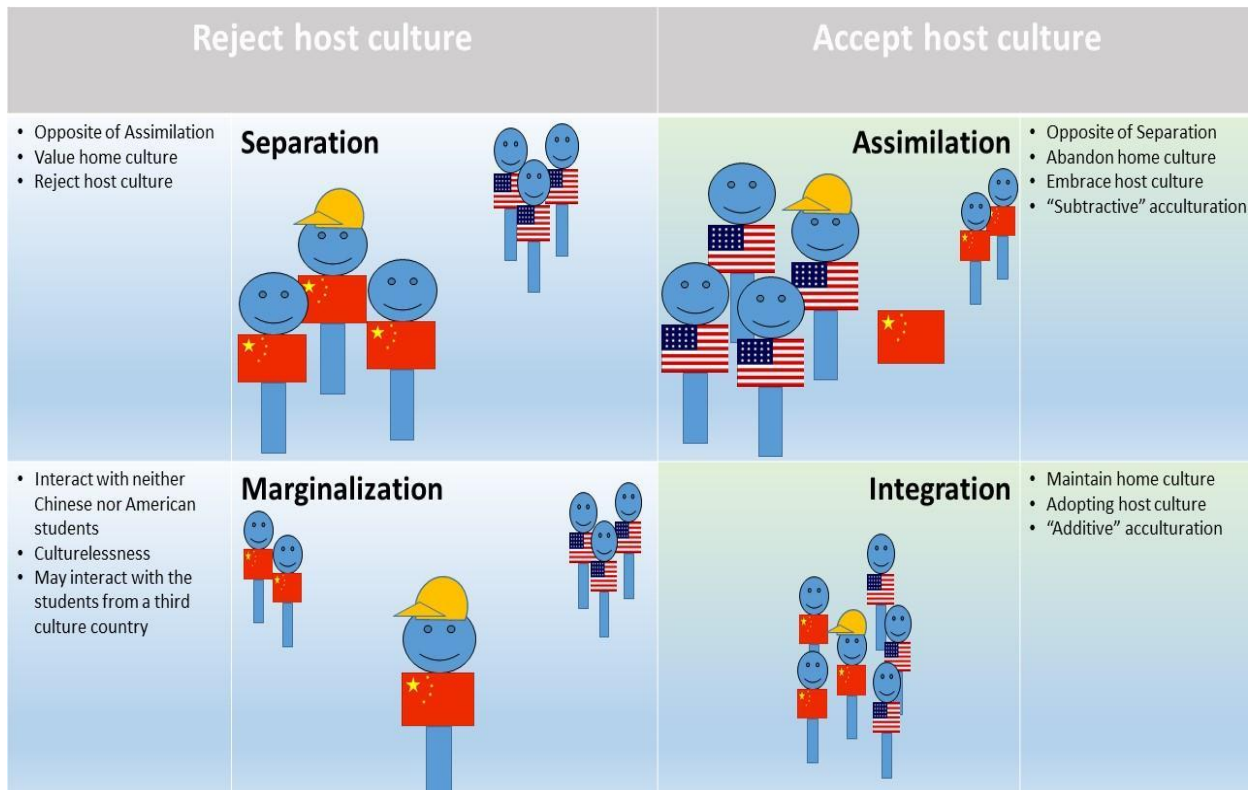 Reject host culture
Accept host culture
• Opposite of Assimilation
• Value home culture
• Reject host culture
Separation
Assimilation
• Opposite of Separation
• Abandon home culture
• Embrace host culture
• “Subtractive” acculturation
• Interact with neither
Chinese nor American
students
• Culturelessness
• May interact with the
students from a third
culture country
Marginalization
Integration
• Maintain home culture
• Adopting host culture
• “Additive” acculturation